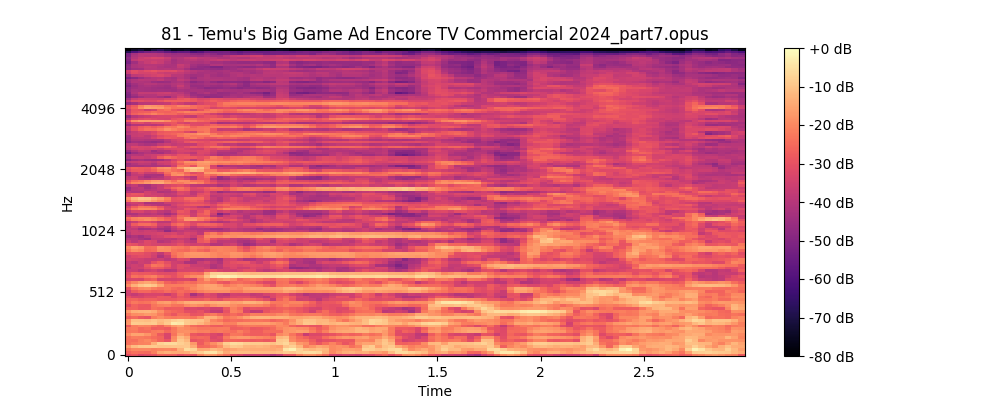 81 - Temu's Big Game Ad Encore TV Commercial 2024_part7.opus
Hz
4096
2048
1024
512
0
0
0.5
1
1.5
2
2.5
Time
+0 dB
-10 dB
-20 dB
-30 dB
-40 dB
-50 dB
-60 dB
-70 dB
-80 dB